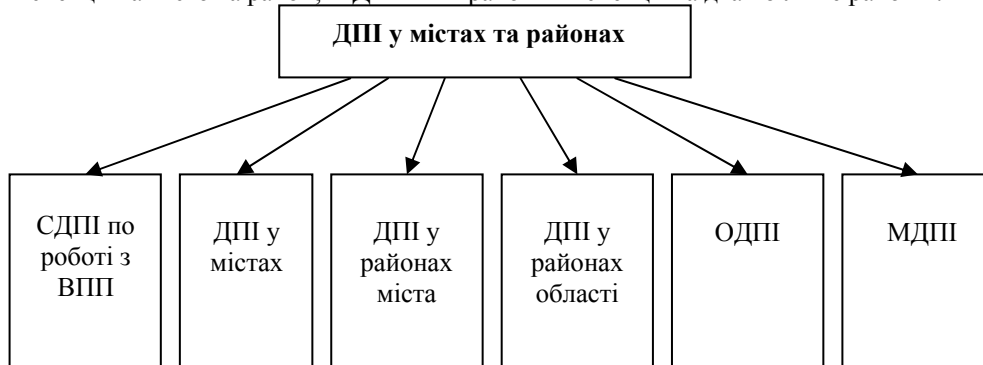 ДПІ у містах та районах
СДПІ по
роботі з
ВПП
ДПІ у
містах
ДПІ у
районах
міста
ДПІ у
районах
області
ОДПІ
МДПІ